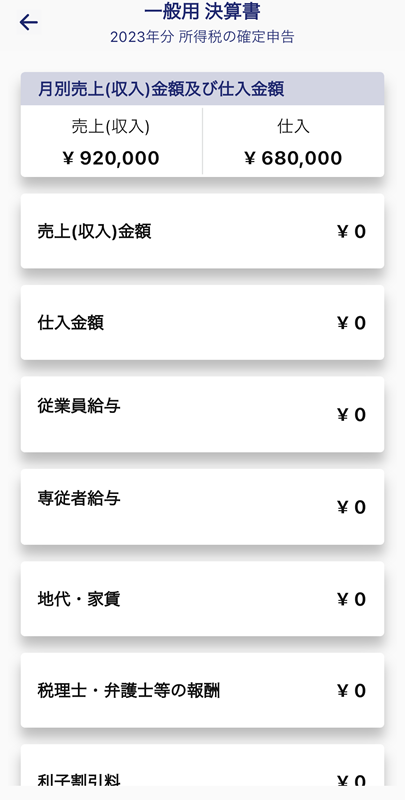 一般用 決算書
2023年分 所得税の確定申告
月別売上(収入)金額及び仕入金額
売上(収入) 仕入
¥ 920,000 ¥ 680,000
売上(収入)金額 ¥ 0
仕入金額 ¥ 0
従業員給与 ¥ 0
専従者給与 ¥ 0
地代・家賃 ¥ 0
税理士・弁護士等の報酬 ¥ 0
利子割引料 ¥ 0